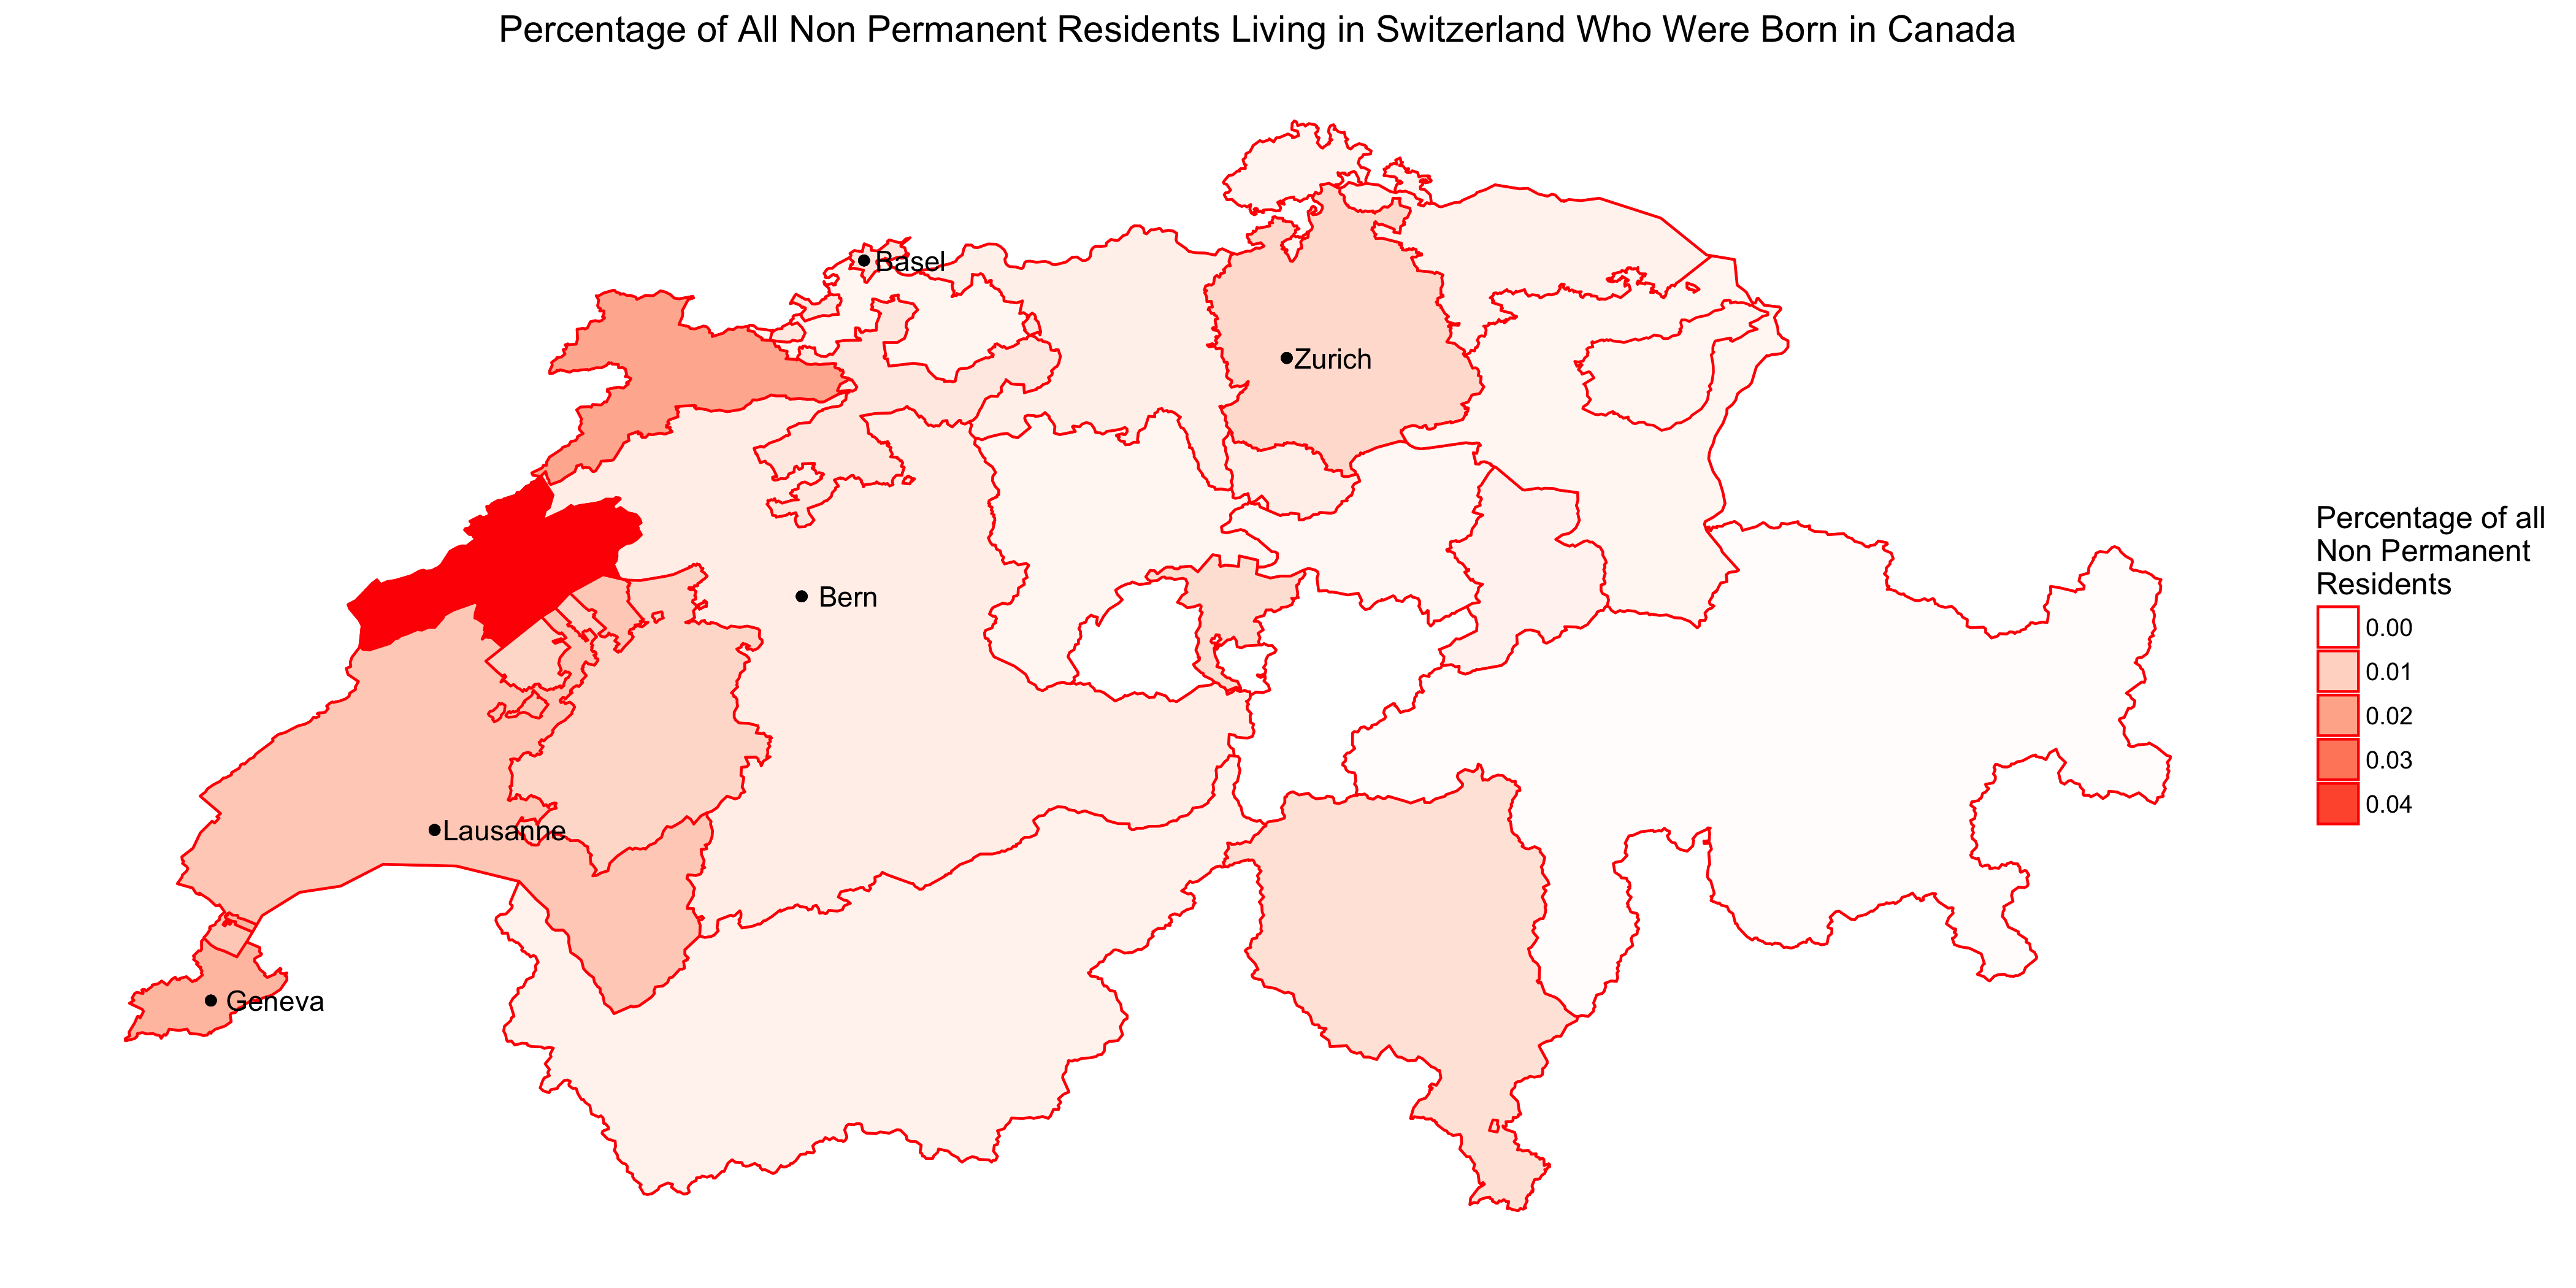 Percentage of All Non Permanent Residents Living in Switzerland Who Were Born in Canada
Basel
Zurich
Bern
Lausanne
Geneva
Percentage of all
Non Permanent
Residents
0.00
0.01
0.02
0.03
0.04